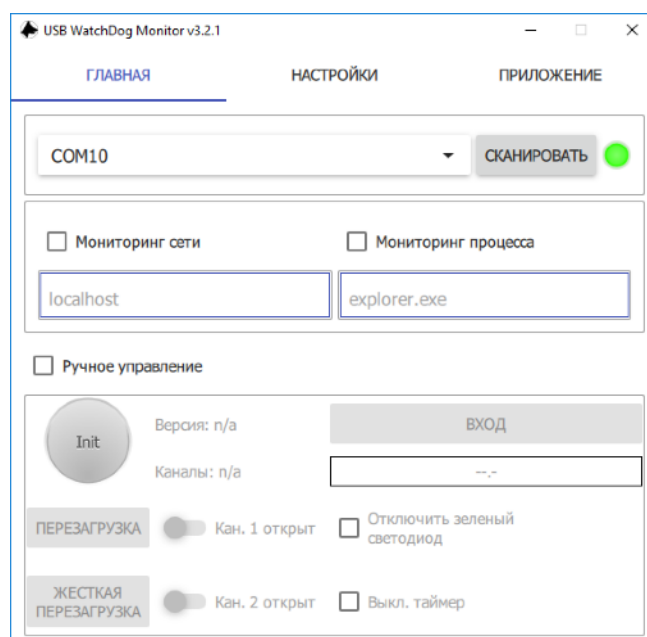 USB WatchDog Monitor v3.2.1
ГЛАВНАЯ НАСТРОЙКИ ПРИЛОЖЕНИЕ
COM10 СКАНИРОВАТЬ
Мониторинг сети Мониторинг процесса
localhost explorer.exe
Ручное управление
Init Версия: n/a ВХОД
Каналы: n/a --.-
ПЕРЕЗАГРУЗКА Кан. 1 открыт Отключить зеленый
светодиод
ЖЕСТКАЯ
ПЕРЕЗАГРУЗКА Кан. 2 открыт Выкл. таймер